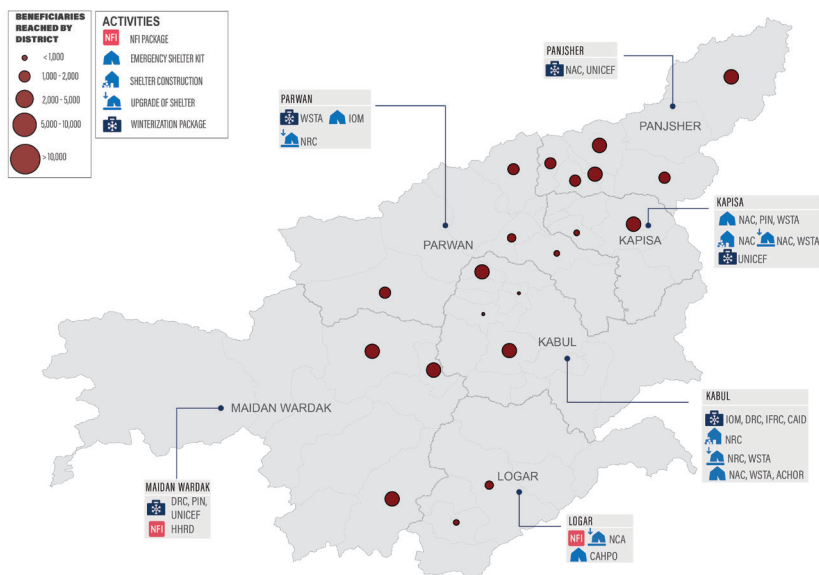 BENEFICIARIES
REACHED BY
DISTRICT
< 1,000
1,000 - 2,000
2,000 - 5,000
5,000 - 10,000
> 10,000
ACTIVITIES
NFI NFI PACKAGE
EMERGENCY SHELTER KIT
SHELTER CONSTRUCTION
UPGRADE OF SHELTER
WINTERIZATION PACKAGE
PANJSHER
NAC, UNICEF
PARWAN
WSTA IOM
NRC
PANJSHER
KAPISA
NAC, PIN, WSTA
NAC NAC, WSTA
UNICEF
PARWAN
KAPISA
KABUL
MAIDAN WARDAK
KABUL
IOM, DRC, IFRC, CAID
NRC
NRC, WSTA
NAC, WSTA, ACHOR
LOGAR
MAIDAN WARDAK
DRC, PIN,
UNICEF
NFI HHRD
LOGAR
NFI NCA
CAHPO